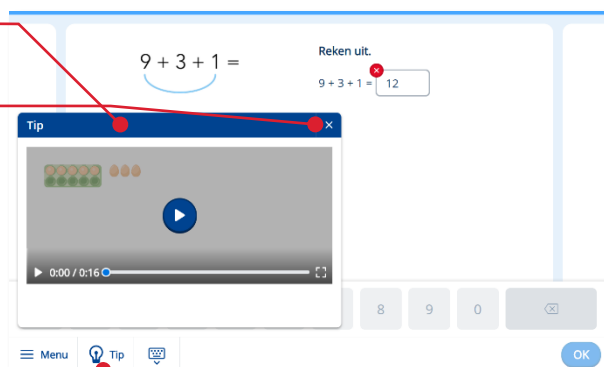 9 + 3 + 1 =
Reken uit.
9 + 3 + 1 = 12
Tip
0:00 / 0:16
8 9 0
Menu Tip
OK